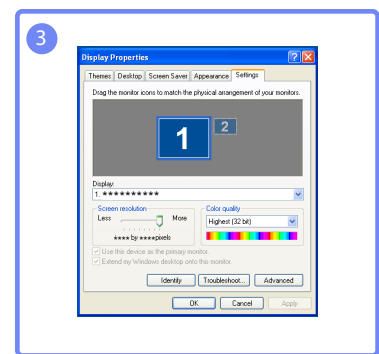 3
Display Properties
Themes Desktop Screen Saver Appearance Settings
Drag the monitor icons to match the physical arrangement of your monitors.
1 2
Display:
1. **********
Screen resolution Color quality
Less More Highest (32 bit)
**** by ****pixels
Use this device as the primary monitor.
Extend my Windows desktop onto this monitor.
Identify Troubleshoot... Advanced
OK Cancel Apply